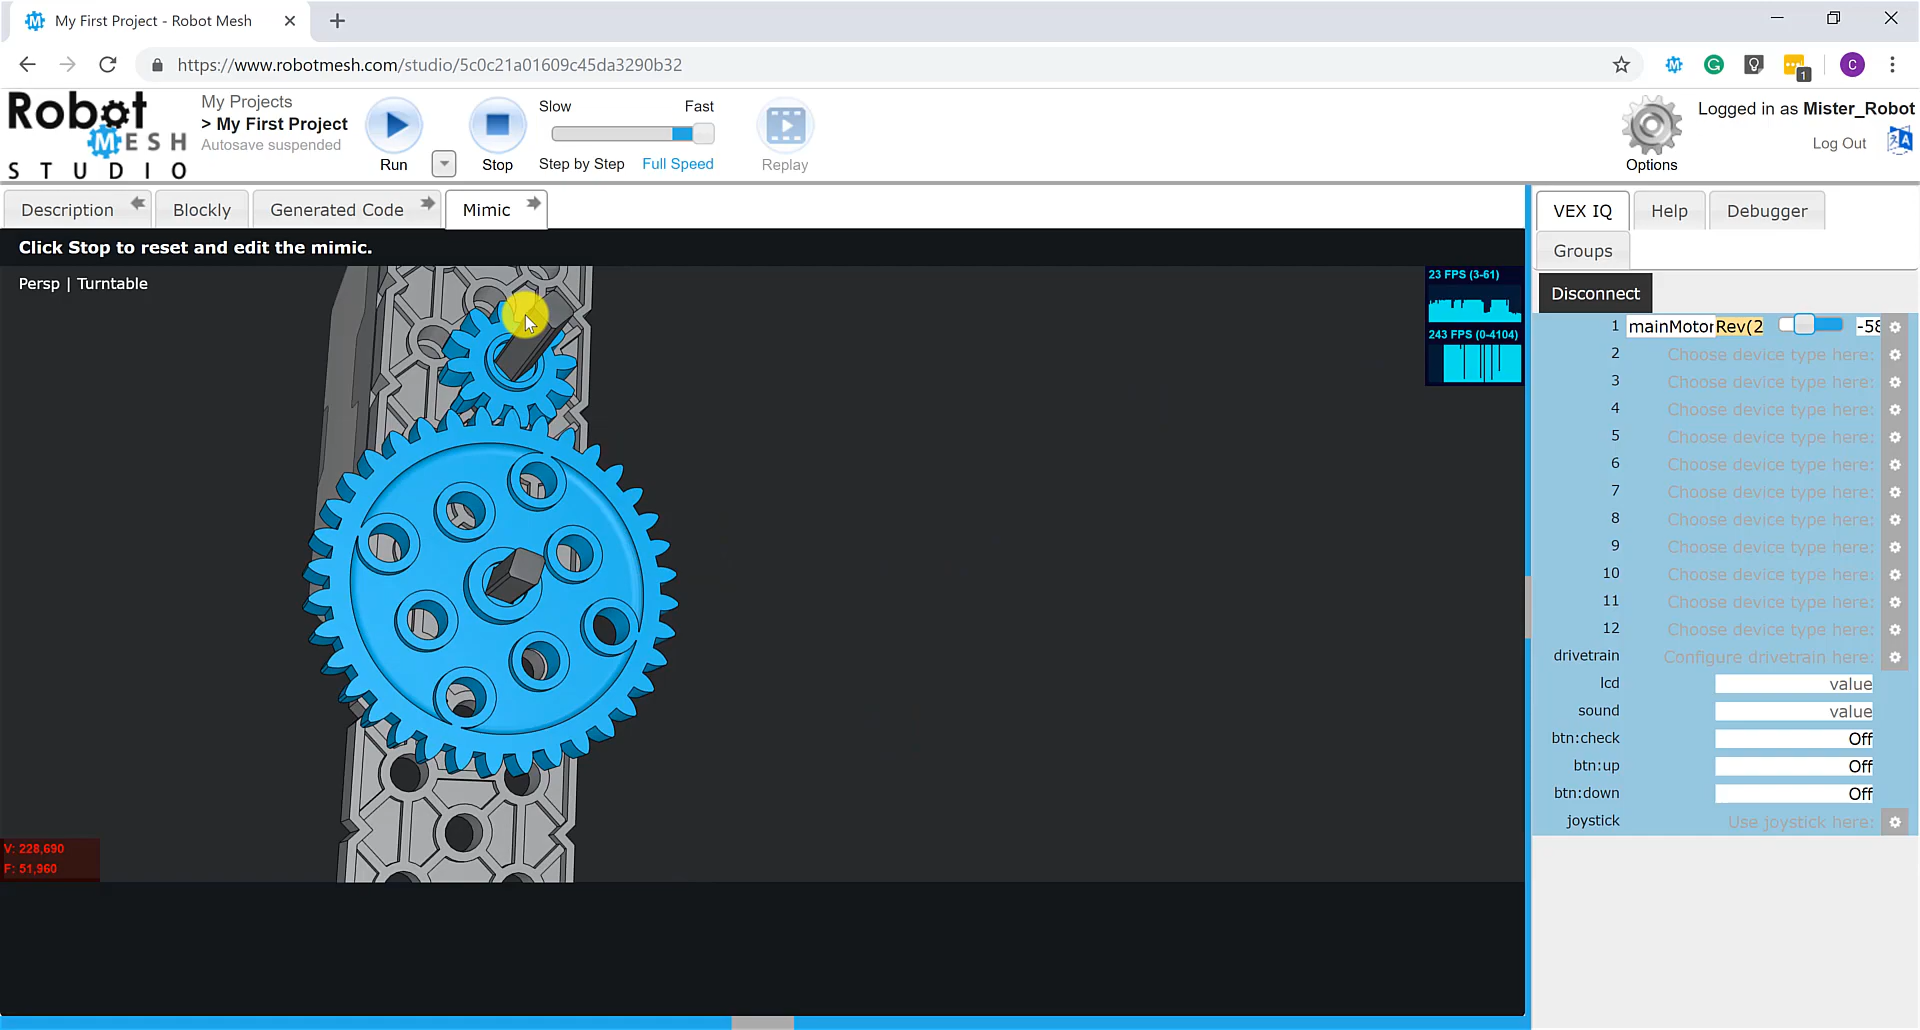 My First Project - Robot Mesh
https://www.robotmesh.com/studio/5c0c21a01609c45da3290b32
1
C
Robot
MESH
STUDIO
My Projects
> My First Project
Autosave suspended
Run
Stop
Slow
Fast
Step by Step
Full Speed
Replay
Options
Logged in as Mister_Robot
Log Out
Description
Blockly
Generated Code
Mimic
Click Stop to reset and edit the mimic.
Persp | Turntable
23 FPS (3-61)
243 FPS (0-4104)
V: 228,690
F: 51,960
VEX IQ
Help
Debugger
Groups
Disconnect
1 mainMotor Rev(2 -58
2 Choose device type here:
3 Choose device type here:
4 Choose device type here:
5 Choose device type here:
6 Choose device type here:
7 Choose device type here:
8 Choose device type here:
9 Choose device type here:
10 Choose device type here:
11 Choose device type here:
12 Choose device type here:
drivetrain Configure drivetrain here:
lcd value
sound value
btn:check Off
btn:up Off
btn:down Off
joystick Use joystick here: